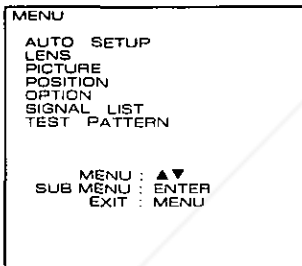 MENU
AUTO SETUP
LENS
PICTURE
POSITION
OPTION
SIGNAL LIST
TEST PATTERN
MENU : ▲▼
SUB MENU : ENTER
EXIT : MENU